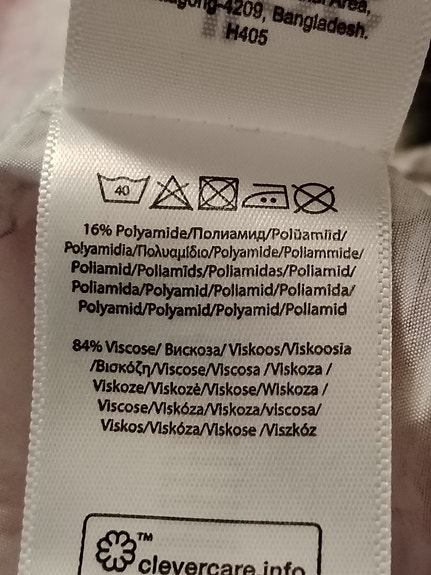 -4209, Bangladesh.
H405
40
16% Polyamide/Полиамид/Polüamiid/
Polyamidia/Πολυαμίδιο/Polyamide/Poliammide/
Poliamid/Poliamīds/Poliamidas/Poliamid/
Poliamida/Polyamid/Poliamid/Poliamida/
Polyamid/Polyamid/Polyamid/Poliamid
84% Viscose/ Вискоза/ Viskoos/Viskoosia
/Βισκόζη/Viscose/Viscosa /Viskoza /
Viskoze/Viskozė/Viskose/Wiskoza /
Viscose/Viskóza/Viskoza/viscosa/
Viskos/Viskóza/Viskose /Viszkóz
TM
clevercare.info